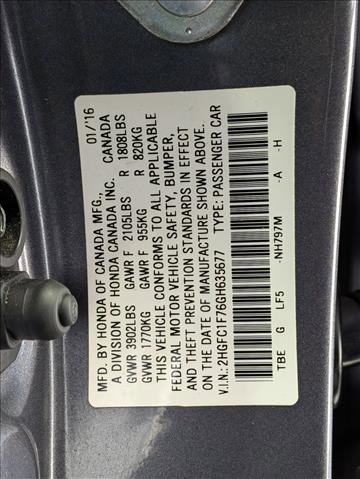 MFD. BY HONDA OF CANADA MFG., 01/'16
A DIVISION OF HONDA CANADA INC. CANADA
GVWR 3902LBS GAWR F 2105LBS R 1808LBS
GVWR 1770KG GAWR F 955KG R 820KG
THIS VEHICLE CONFORMS TO ALL APPLICABLE
FEDERAL MOTOR VEHICLE SAFETY, BUMPER,
AND THEFT PREVENTION STANDARDS IN EFFECT
ON THE DATE OF MANUFACTURE SHOWN ABOVE.
V.I.N.: 2HGFC1F76GH635677 TYPE: PASSENGER CAR
TBE G LF5 -NH797M -A -H